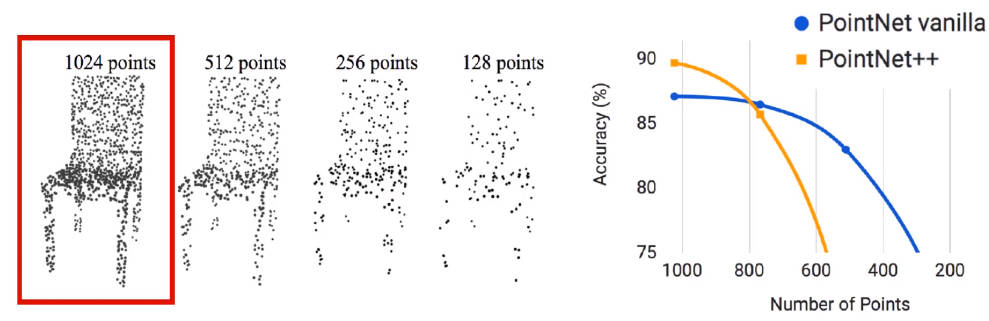 1024 points
512 points
256 points
128 points
PointNet vanilla
PointNet++
90
85
80
75
Accuracy (%)
1000 800 600 400 200
Number of Points